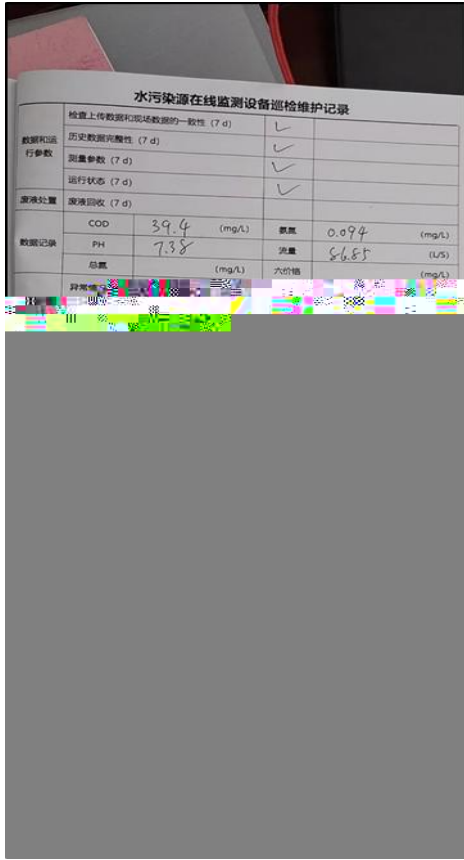 水污染源在线监测设备巡检维护记录
数据和运行参数 检查上传数据和现场数据的一致性 (7 d) ✓
历史数据完整性 (7 d) ✓
测量参数 (7 d) ✓
运行状态 (7 d) ✓
废液处置 废液回收 (7 d)
数据记录 COD 39.4 (mg/L) 氨氮 0.094 (mg/L)
PH 7.38 流量 86.85 (L/S)
总氮 (mg/L) 六价铬 (mg/L)
异常情